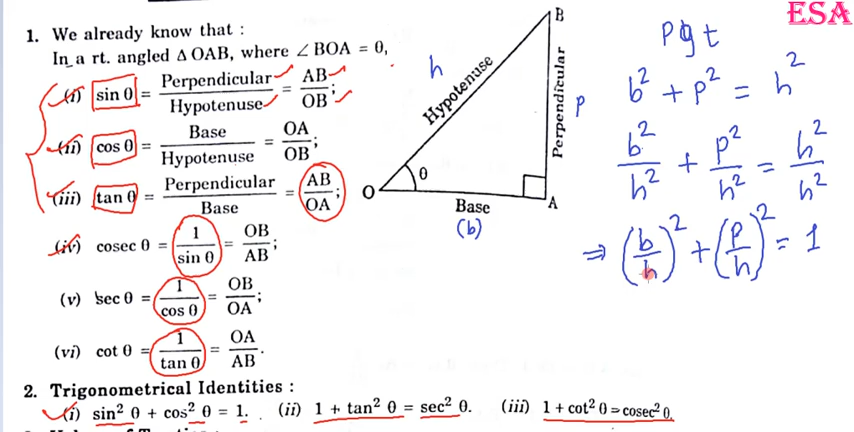 ESA
1. We already know that :
In a rt. angled Δ OAB, where ∠ BOA = θ,
(i) sin θ = Perpendicular / Hypotenuse = AB / OB ;
(ii) cos θ = Base / Hypotenuse = OA / OB ;
(iii) tan θ = Perpendicular / Base = AB / OA ;
(iv) cosec θ = 1 / sin θ = OB / AB ;
(v) sec θ = 1 / cos θ = OB / OA ;
(vi) cot θ = 1 / tan θ = OA / AB .
B
h
Hypotenuse
Perpendicular
p
θ
O
A
Base
(b)
b² + p² = h²
b² / h² + p² / h² = h² / h²
⇒ (b / h)² + (p / h)² = 1
2. Trigonometrical Identities :
(i) sin² θ + cos² θ = 1. (ii) 1 + tan² θ = sec² θ. (iii) 1 + cot² θ = cosec² θ.